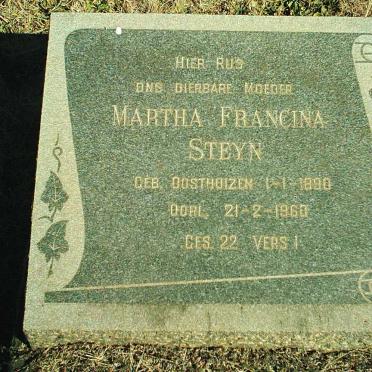 HIER RUS
ONS DIERBARE MOEDER
MARTHA FRANCINA
STEYN
GEB. OOSTHUIZEN 1-1-1890
OORL. 21-2-1960
GES. 22 VERS 1